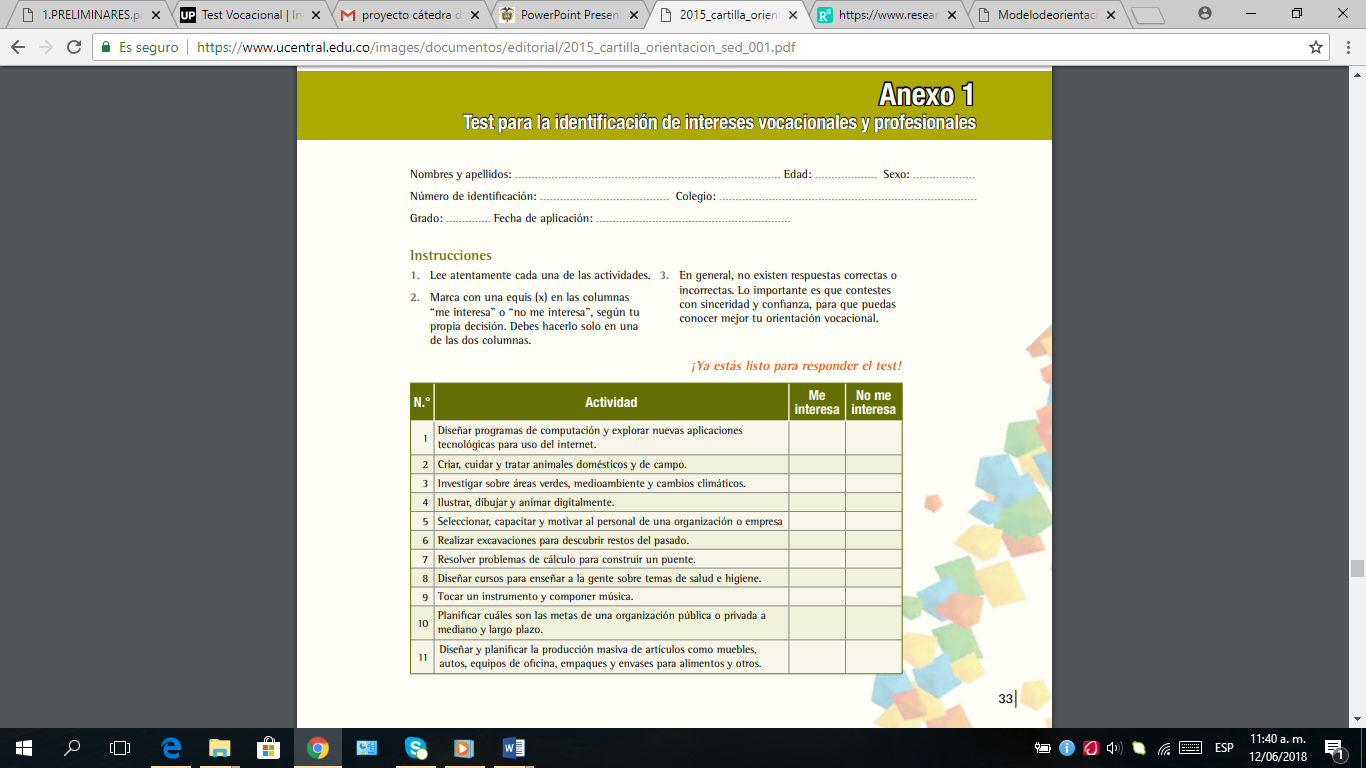 1.PRELIMINARES.p
Test Vocacional | In
proyecto cátedra d
PowerPoint Present
2015_cartilla_orient
https://www.resear
Modelodeorientac
Es seguro
https://www.ucentral.edu.co/images/documentos/editorial/2015_cartilla_orientacion_sed_001.pdf
Anexo 1
Test para la identificación de intereses vocacionales y profesionales
Nombres y apellidos: Edad: Sexo:
Número de identificación: Colegio:
Grado: Fecha de aplicación:
Instrucciones
1. Lee atentamente cada una de las actividades.
2. Marca con una equis (x) en las columnas
“me interesa” o “no me interesa”, según tu
propia decisión. Debes hacerlo solo en una
de las dos columnas.
3. En general, no existen respuestas correctas o
incorrectas. Lo importante es que contestes
con sinceridad y confianza, para que puedas
conocer mejor tu orientación vocacional.
¡Ya estás listo para responder el test!
N.° Actividad Me interesa No me interesa
1 Diseñar programas de computación y explorar nuevas aplicaciones
tecnológicas para uso del internet.
2 Criar, cuidar y tratar animales domésticos y de campo.
3 Investigar sobre áreas verdes, medioambiente y cambios climáticos.
4 Ilustrar, dibujar y animar digitalmente.
5 Seleccionar, capacitar y motivar al personal de una organización o empresa
6 Realizar excavaciones para descubrir restos del pasado.
7 Resolver problemas de cálculo para construir un puente.
8 Diseñar cursos para enseñar a la gente sobre temas de salud e higiene.
9 Tocar un instrumento y componer música.
10 Planificar cuáles son las metas de una organización pública o privada a
mediano y largo plazo.
11 Diseñar y planificar la producción masiva de artículos como muebles,
autos, equipos de oficina, empaques y envases para alimentos y otros.
33
ESP
11:40 a. m.
12/06/2018
1